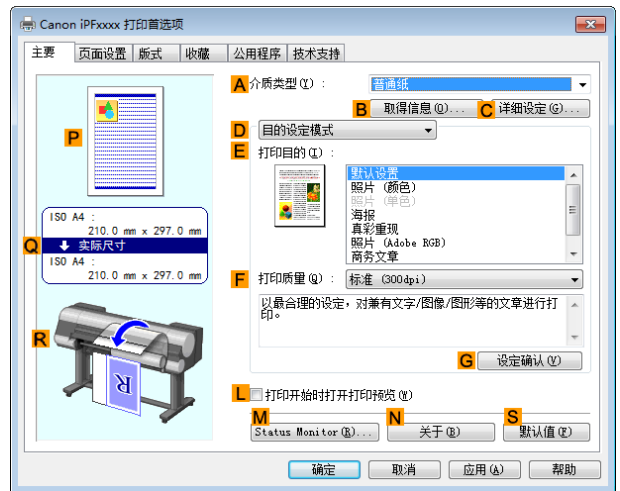 Canon iPFxxxx 打印首选项
主要 页面设置 版式 收藏 公用程序 技术支持
A 介质类型(Y) : 普通纸
B 取得信息(O)... C 详细设定(G)...
P
D 目的设定模式
E 打印目的(I) :
默认设置
照片 (颜色)
照片 (单色)
海报
真彩重现
照片 (Adobe RGB)
商务文章
ISO A4 :
210.0 mm x 297.0 mm
Q 实际尺寸
ISO A4 :
210.0 mm x 297.0 mm
F 打印质量(Q) : 标准 (300dpi)
以最合理的设定，对兼有文字/图像/图形等的文章进行打
印。
R
R
G 设定确认(V)
L 打印开始时打开打印预览(W)
M N S
Status Monitor(R)... 关于(B) 默认值(F)
确定 取消 应用(A) 帮助